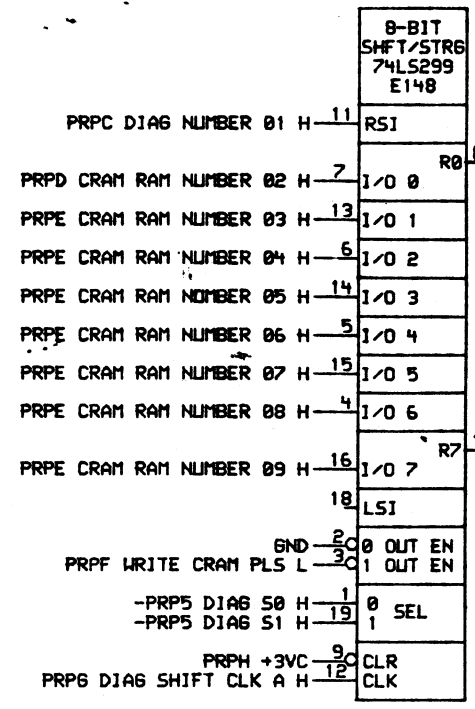 8-BIT
SHFT/STRG
74LS299
E148
PRPC DIAG NUMBER 01 H 11 RSI
R0
PRPD CRAM RAM NUMBER 02 H 7 I/O 0
PRPE CRAM RAM NUMBER 03 H 13 I/O 1
PRPE CRAM RAM NUMBER 04 H 6 I/O 2
PRPE CRAM RAM NUMBER 05 H 14 I/O 3
PRPE CRAM RAM NUMBER 06 H 5 I/O 4
PRPE CRAM RAM NUMBER 07 H 15 I/O 5
PRPE CRAM RAM NUMBER 08 H 4 I/O 6
R7
PRPE CRAM RAM NUMBER 09 H 16 I/O 7
18 LSI
GND 2 0 OUT EN
PRPF WRITE CRAM PLS L 3 1 OUT EN
-PRP5 DIAG S0 H 1 0 SEL
-PRP5 DIAG S1 H 19 1
PRPH +3VC 9 CLR
PRP6 DIAG SHIFT CLK A H 12 CLK